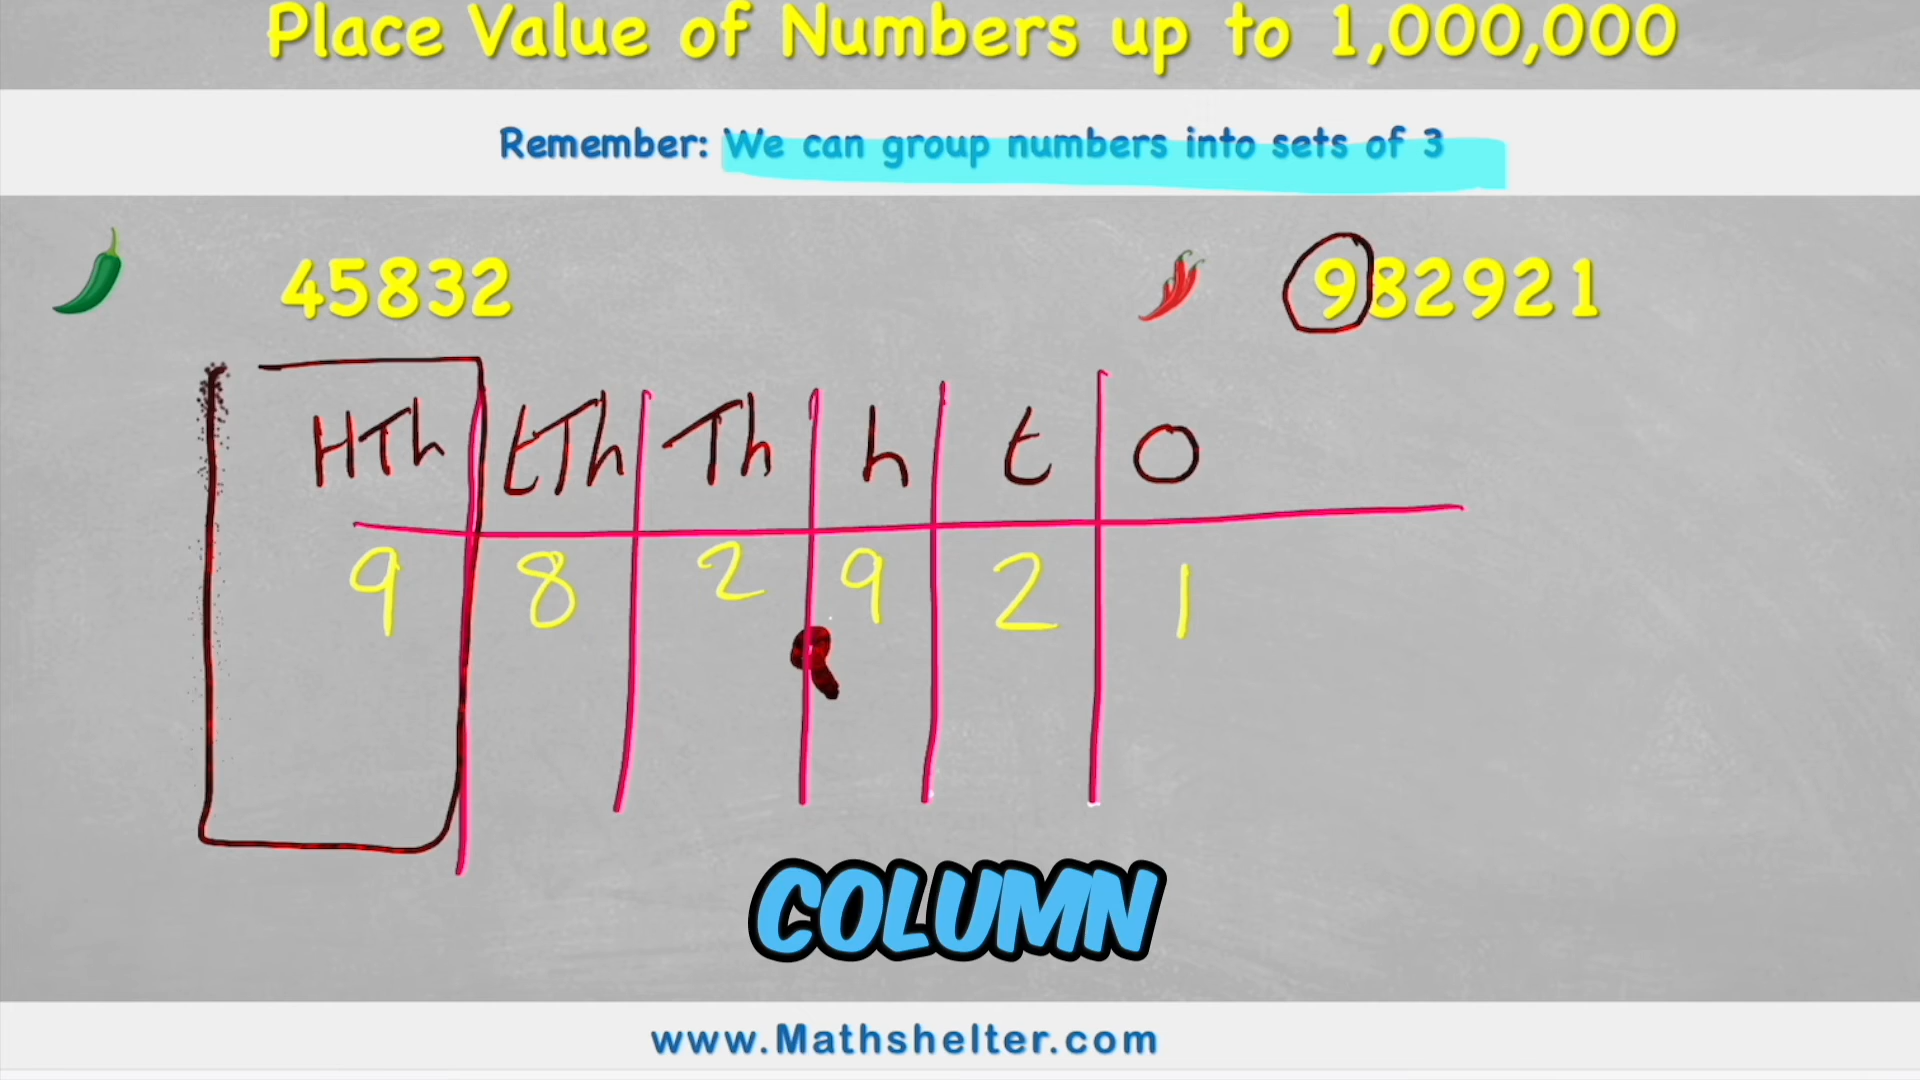 Place Value of Numbers up to 1,000,000
Remember: We can group numbers into sets of 3
45832 982921
HTh tTh Th h t O
9 8 2 9 2 1
COLUMN
www.Mathshelter.com